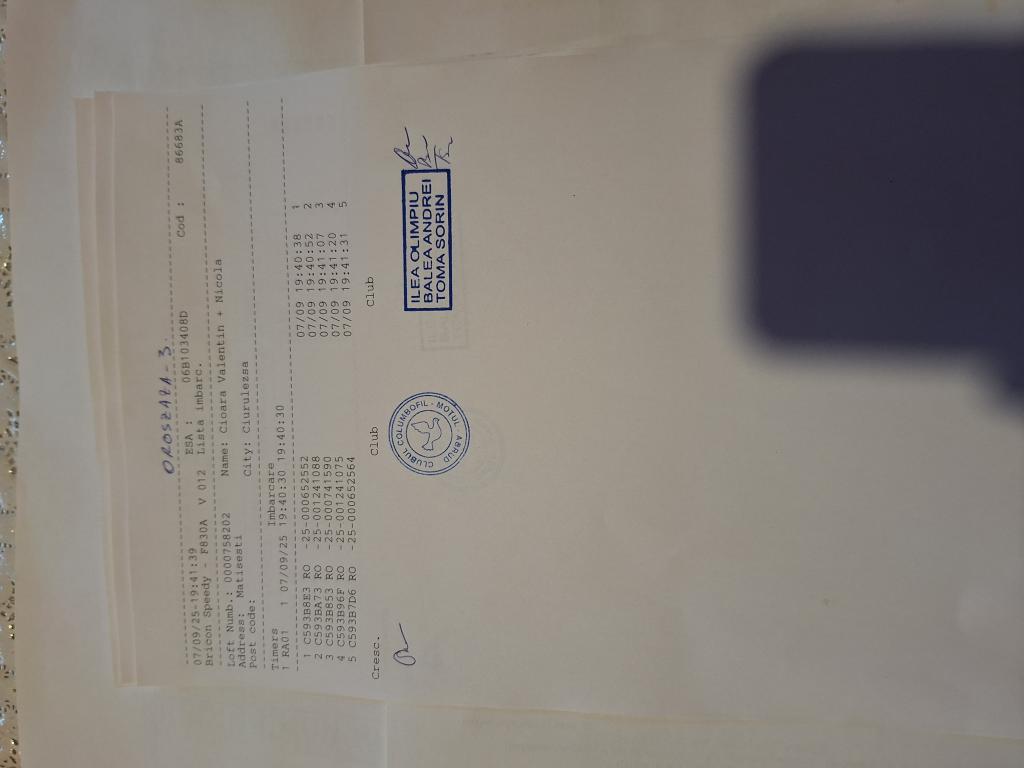 OROSZAZA-3.
07/09/25-19:41:39 ESA : 06B103408D Cod : 86683A
Bricon Speedy - F830A V 012 Lista imbarc.
Loft Numb.: 0000758202 Name: Cioara Valentin + Nicola
Address: Matisesti City: Ciurulezsa
Post code:
Timers Imbarcare
1 RA01 1 07/09/25 19:40:30 19:40:30
1 C593B8E3 RO -25-000652552 07/09 19:40:38 1
2 C593BA73 RO -25-001241088 07/09 19:40:52 2
3 C593B853 RO -25-000741590 07/09 19:41:07 3
4 C593B96F RO -25-001241075 07/09 19:41:20 4
5 C593B7D6 RO -25-000652564 07/09 19:41:31 5
Cresc. Club Club
CLUBUL COLUMBOFIL - MOTUL - ABRUD
ILEA OLIMPIU
BALEA ANDREI
TOMA SORIN